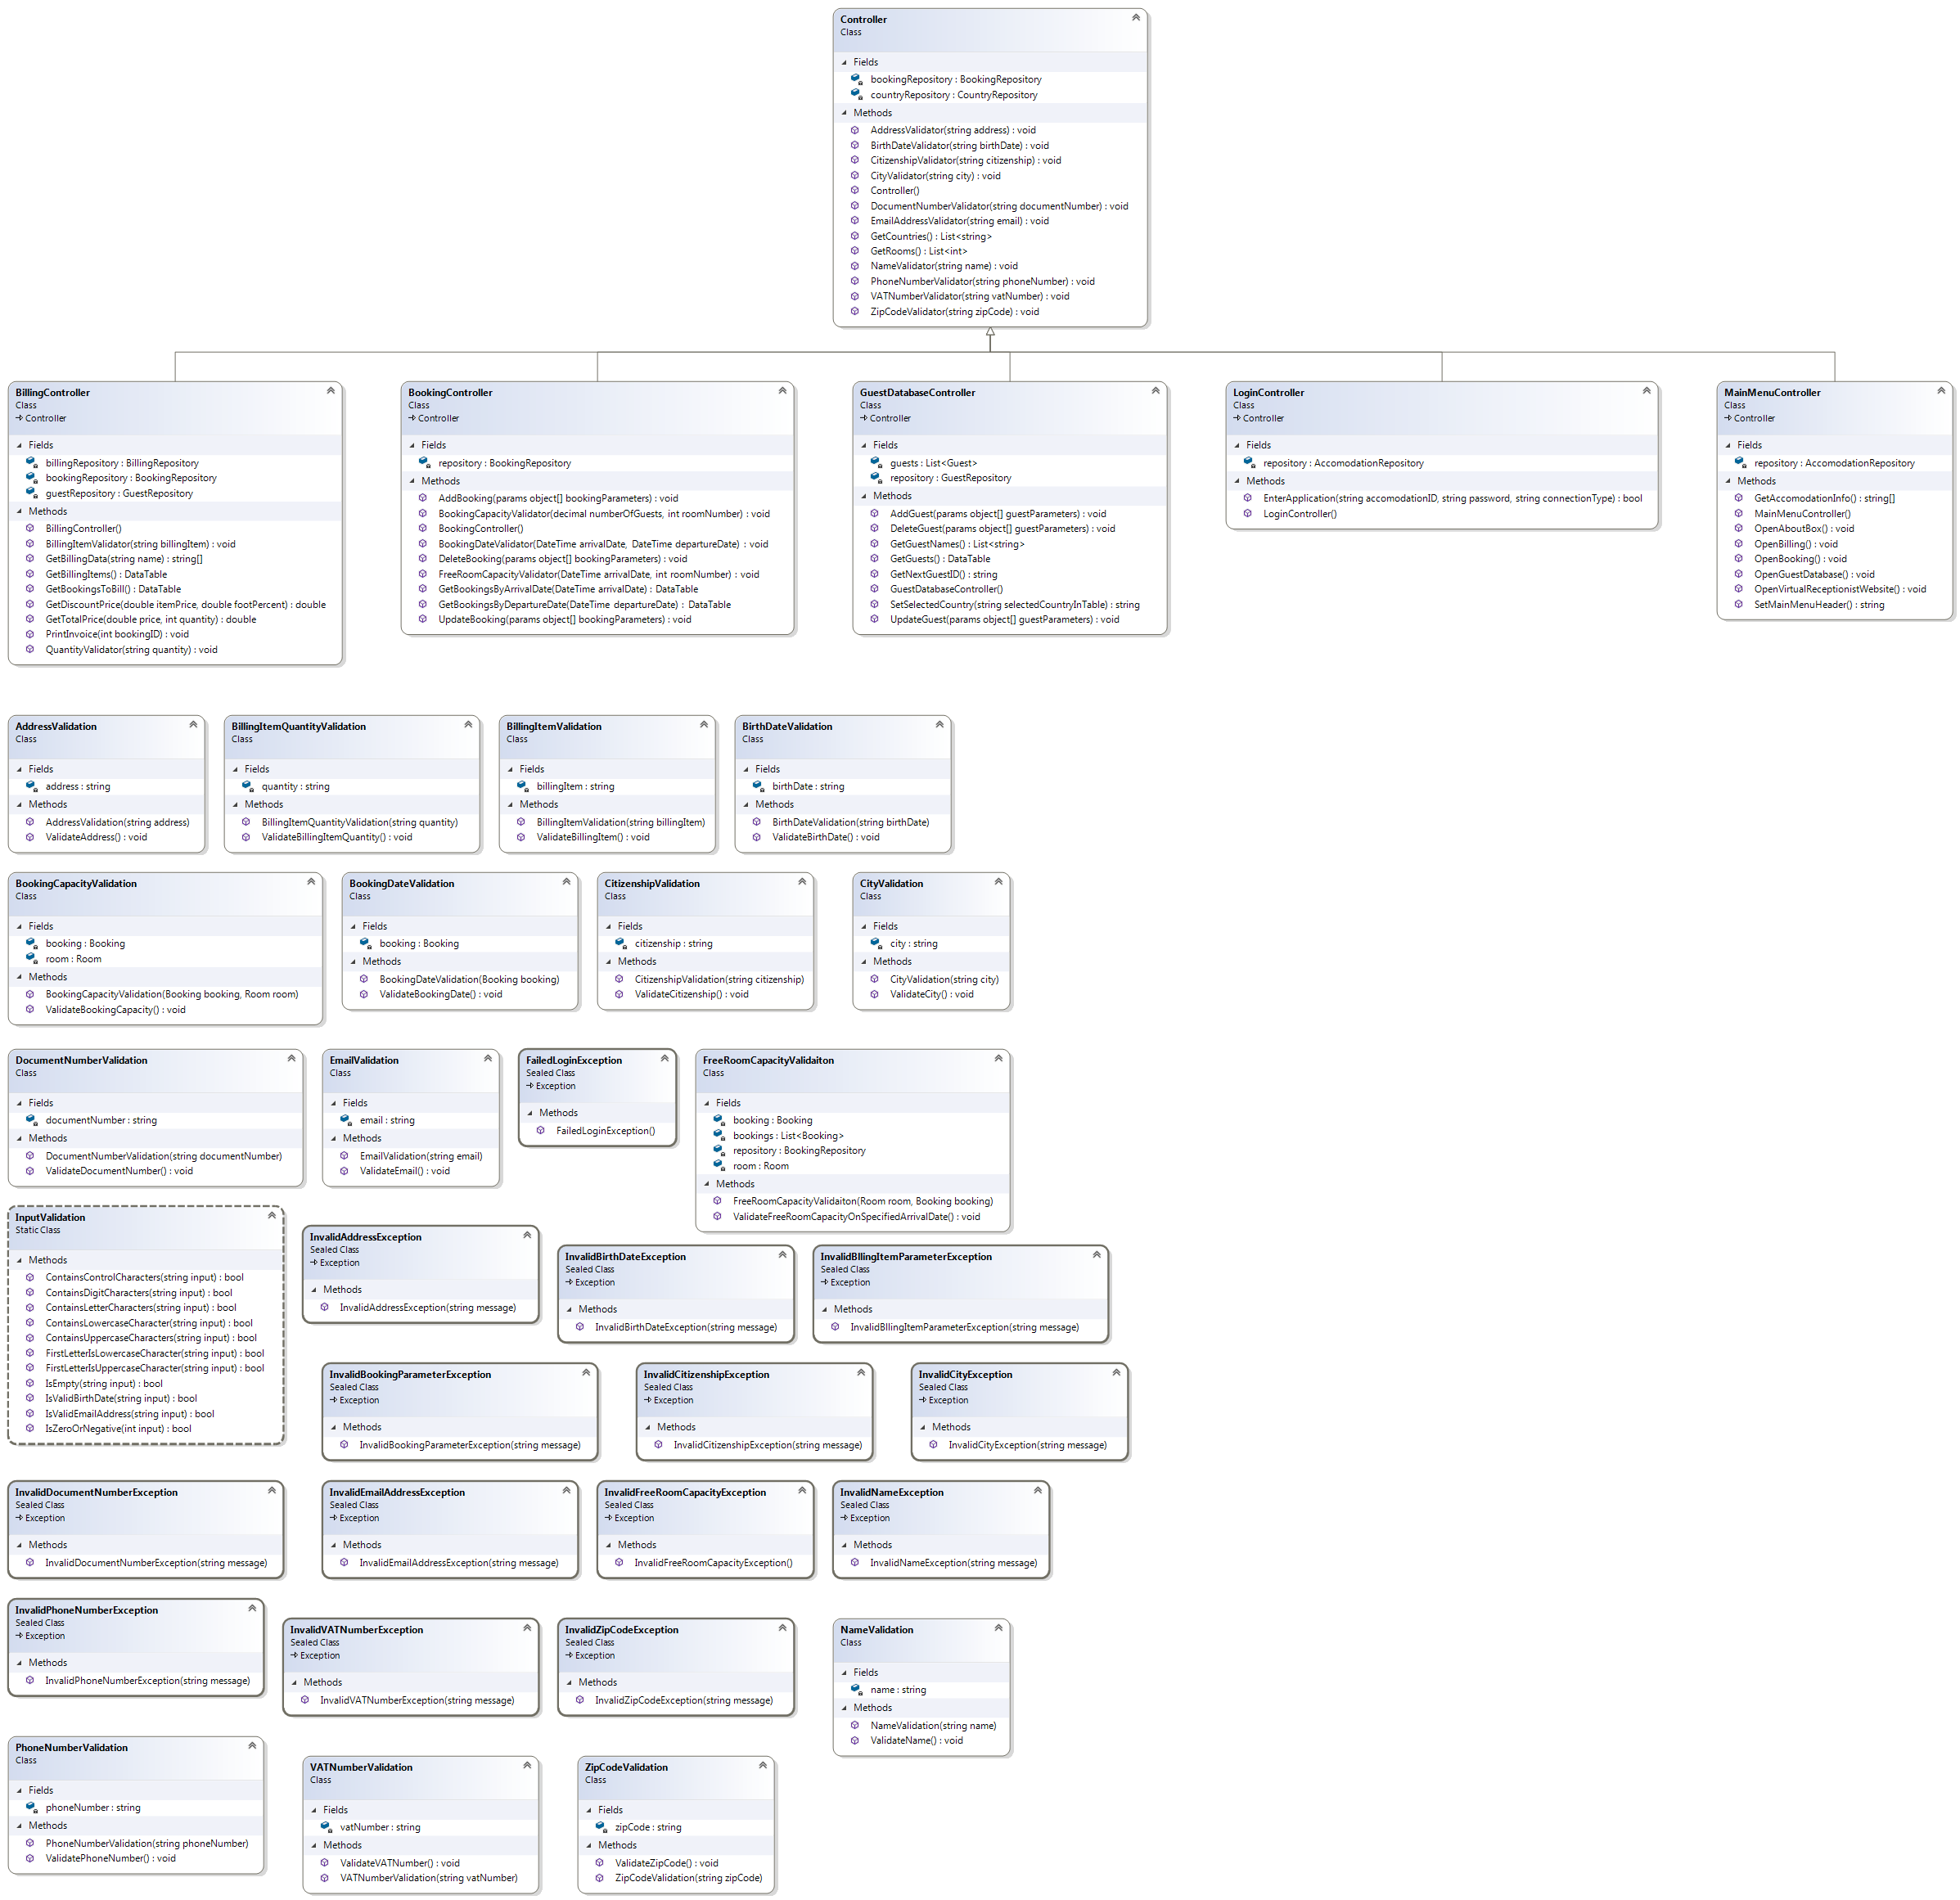 Controller
Class
Fields
bookingRepository : BookingRepository
countryRepository : CountryRepository
Methods
AddressValidator(string address) : void
BirthDateValidator(string birthDate) : void
CitizenshipValidator(string citizenship) : void
CityValidator(string city) : void
Controller()
DocumentNumberValidator(string documentNumber) : void
EmailAddressValidator(string email) : void
GetCountries() : List<string>
GetRooms() : List<int>
NameValidator(string name) : void
PhoneNumberValidator(string phoneNumber) : void
VATNumberValidator(string vatNumber) : void
ZipCodeValidator(string zipCode) : void
BillingController
Class
Controller
Fields
billingRepository : BillingRepository
bookingRepository : BookingRepository
guestRepository : GuestRepository
Methods
BillingController()
BillingItemValidator(string billingItem) : void
GetBillingData(string name) : string[]
GetBillingItems() : DataTable
GetBookingsToBill() : DataTable
GetDiscountPrice(double itemPrice, double footPercent) : double
GetTotalPrice(double price, int quantity) : double
PrintInvoice(int bookingID) : void
QuantityValidator(string quantity) : void
BookingController
Class
Controller
Fields
repository : BookingRepository
Methods
AddBooking(params object[] bookingParameters) : void
BookingCapacityValidator(decimal numberOfGuests, int roomNumber) : void
BookingController()
BookingDateValidator(DateTime arrivalDate, DateTime departureDate) : void
DeleteBooking(params object[] bookingParameters) : void
FreeRoomCapacityValidator(DateTime arrivalDate, int roomNumber) : void
GetBookingsByArrivalDate(DateTime arrivalDate) : DataTable
GetBookingsByDepartureDate(DateTime departureDate) : DataTable
UpdateBooking(params object[] bookingParameters) : void
GuestDatabaseController
Class
Controller
Fields
guests : List<Guest>
repository : GuestRepository
Methods
AddGuest(params object[] guestParameters) : void
DeleteGuest(params object[] guestParameters) : void
GetGuestNames() : List<string>
GetGuests() : DataTable
GetNextGuestID() : string
GuestDatabaseController()
SetSelectedCountry(string selectedCountryInTable) : string
UpdateGuest(params object[] guestParameters) : void
LoginController
Class
Controller
Fields
repository : AccomodationRepository
Methods
EnterApplication(string accomodationID, string password, string connectionType) : bool
LoginController()
MainMenuController
Class
Controller
Fields
repository : AccomodationRepository
Methods
GetAccomodationInfo() : string[]
MainMenuController()
OpenAboutBox() : void
OpenBilling() : void
OpenBooking() : void
OpenGuestDatabase() : void
OpenVirtualReceptionistWebsite() : void
SetMainMenuHeader() : string
AddressValidation
Class
Fields
address : string
Methods
AddressValidation(string address)
ValidateAddress() : void
BillingItemQuantityValidation
Class
Fields
quantity : string
Methods
BillingItemQuantityValidation(string quantity)
ValidateBillingItemQuantity() : void
BillingItemValidation
Class
Fields
billingItem : string
Methods
BillingItemValidation(string billingItem)
ValidateBillingItem() : void
BirthDateValidation
Class
Fields
birthDate : string
Methods
BirthDateValidation(string birthDate)
ValidateBirthDate() : void
BookingCapacityValidation
Class
Fields
booking : Booking
room : Room
Methods
BookingCapacityValidation(Booking booking, Room room)
ValidateBookingCapacity() : void
BookingDateValidation
Class
Fields
booking : Booking
Methods
BookingDateValidation(Booking booking)
ValidateBookingDate() : void
CitizenshipValidation
Class
Fields
citizenship : string
Methods
CitizenshipValidation(string citizenship)
ValidateCitizenship() : void
CityValidation
Class
Fields
city : string
Methods
CityValidation(string city)
ValidateCity() : void
DocumentNumberValidation
Class
Fields
documentNumber : string
Methods
DocumentNumberValidation(string documentNumber)
ValidateDocumentNumber() : void
EmailValidation
Class
Fields
email : string
Methods
EmailValidation(string email)
ValidateEmail() : void
FailedLoginException
Sealed Class
Exception
Methods
FailedLoginException()
FreeRoomCapacityValidaiton
Class
Fields
booking : Booking
bookings : List<Booking>
repository : BookingRepository
room : Room
Methods
FreeRoomCapacityValidaiton(Room room, Booking booking)
ValidateFreeRoomCapacityOnSpecifiedArrivalDate() : void
InputValidation
Static Class
Methods
ContainsControlCharacters(string input) : bool
ContainsDigitCharacters(string input) : bool
ContainsLetterCharacters(string input) : bool
ContainsLowercaseCharacter(string input) : bool
ContainsUppercaseCharacters(string input) : bool
FirstLetterIsLowercaseCharacter(string input) : bool
FirstLetterIsUppercaseCharacter(string input) : bool
IsEmpty(string input) : bool
IsValidBirthDate(string input) : bool
IsValidEmailAddress(string input) : bool
IsZeroOrNegative(int input) : bool
InvalidAddressException
Sealed Class
Exception
Methods
InvalidAddressException(string message)
InvalidBirthDateException
Sealed Class
Exception
Methods
InvalidBirthDateException(string message)
InvalidBllingItemParameterException
Sealed Class
Exception
Methods
InvalidBllingItemParameterException(string message)
InvalidBookingParameterException
Sealed Class
Exception
Methods
InvalidBookingParameterException(string message)
InvalidCitizenshipException
Sealed Class
Exception
Methods
InvalidCitizenshipException(string message)
InvalidCityException
Sealed Class
Exception
Methods
InvalidCityException(string message)
InvalidDocumentNumberException
Sealed Class
Exception
Methods
InvalidDocumentNumberException(string message)
InvalidEmailAddressException
Sealed Class
Exception
Methods
InvalidEmailAddressException(string message)
InvalidFreeRoomCapacityException
Sealed Class
Exception
Methods
InvalidFreeRoomCapacityException()
InvalidNameException
Sealed Class
Exception
Methods
InvalidNameException(string message)
InvalidPhoneNumberException
Sealed Class
Exception
Methods
InvalidPhoneNumberException(string message)
InvalidVATNumberException
Sealed Class
Exception
Methods
InvalidVATNumberException(string message)
InvalidZipCodeException
Sealed Class
Exception
Methods
InvalidZipCodeException(string message)
NameValidation
Class
Fields
name : string
Methods
NameValidation(string name)
ValidateName() : void
PhoneNumberValidation
Class
Fields
phoneNumber : string
Methods
PhoneNumberValidation(string phoneNumber)
ValidatePhoneNumber() : void
VATNumberValidation
Class
Fields
vatNumber : string
Methods
ValidateVATNumber() : void
VATNumberValidation(string vatNumber)
ZipCodeValidation
Class
Fields
zipCode : string
Methods
ValidateZipCode() : void
ZipCodeValidation(string zipCode)